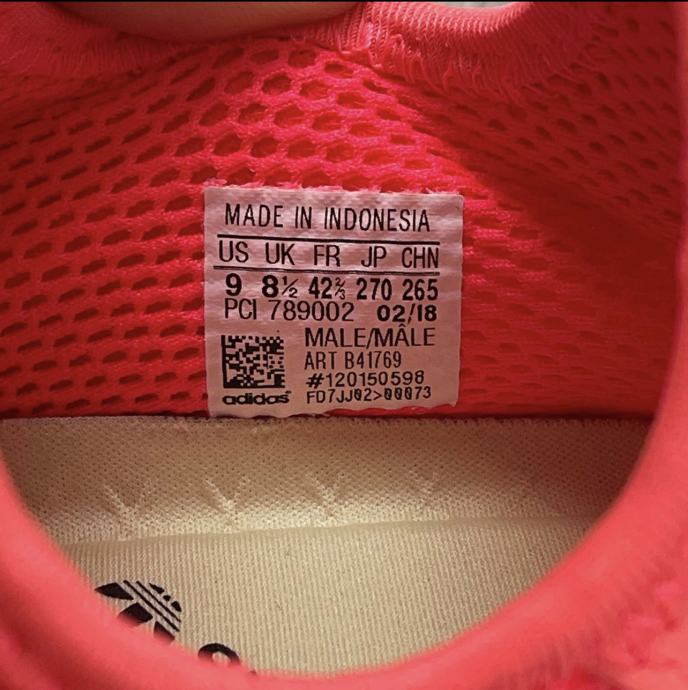 MADE IN INDONESIA
US UK FR JP CHN
9 8½ 42⅔ 270 265
PCI 789002 02/18
MALE/MÂLE
ART B41769
#120150598
adidas FD7JJ02>00073